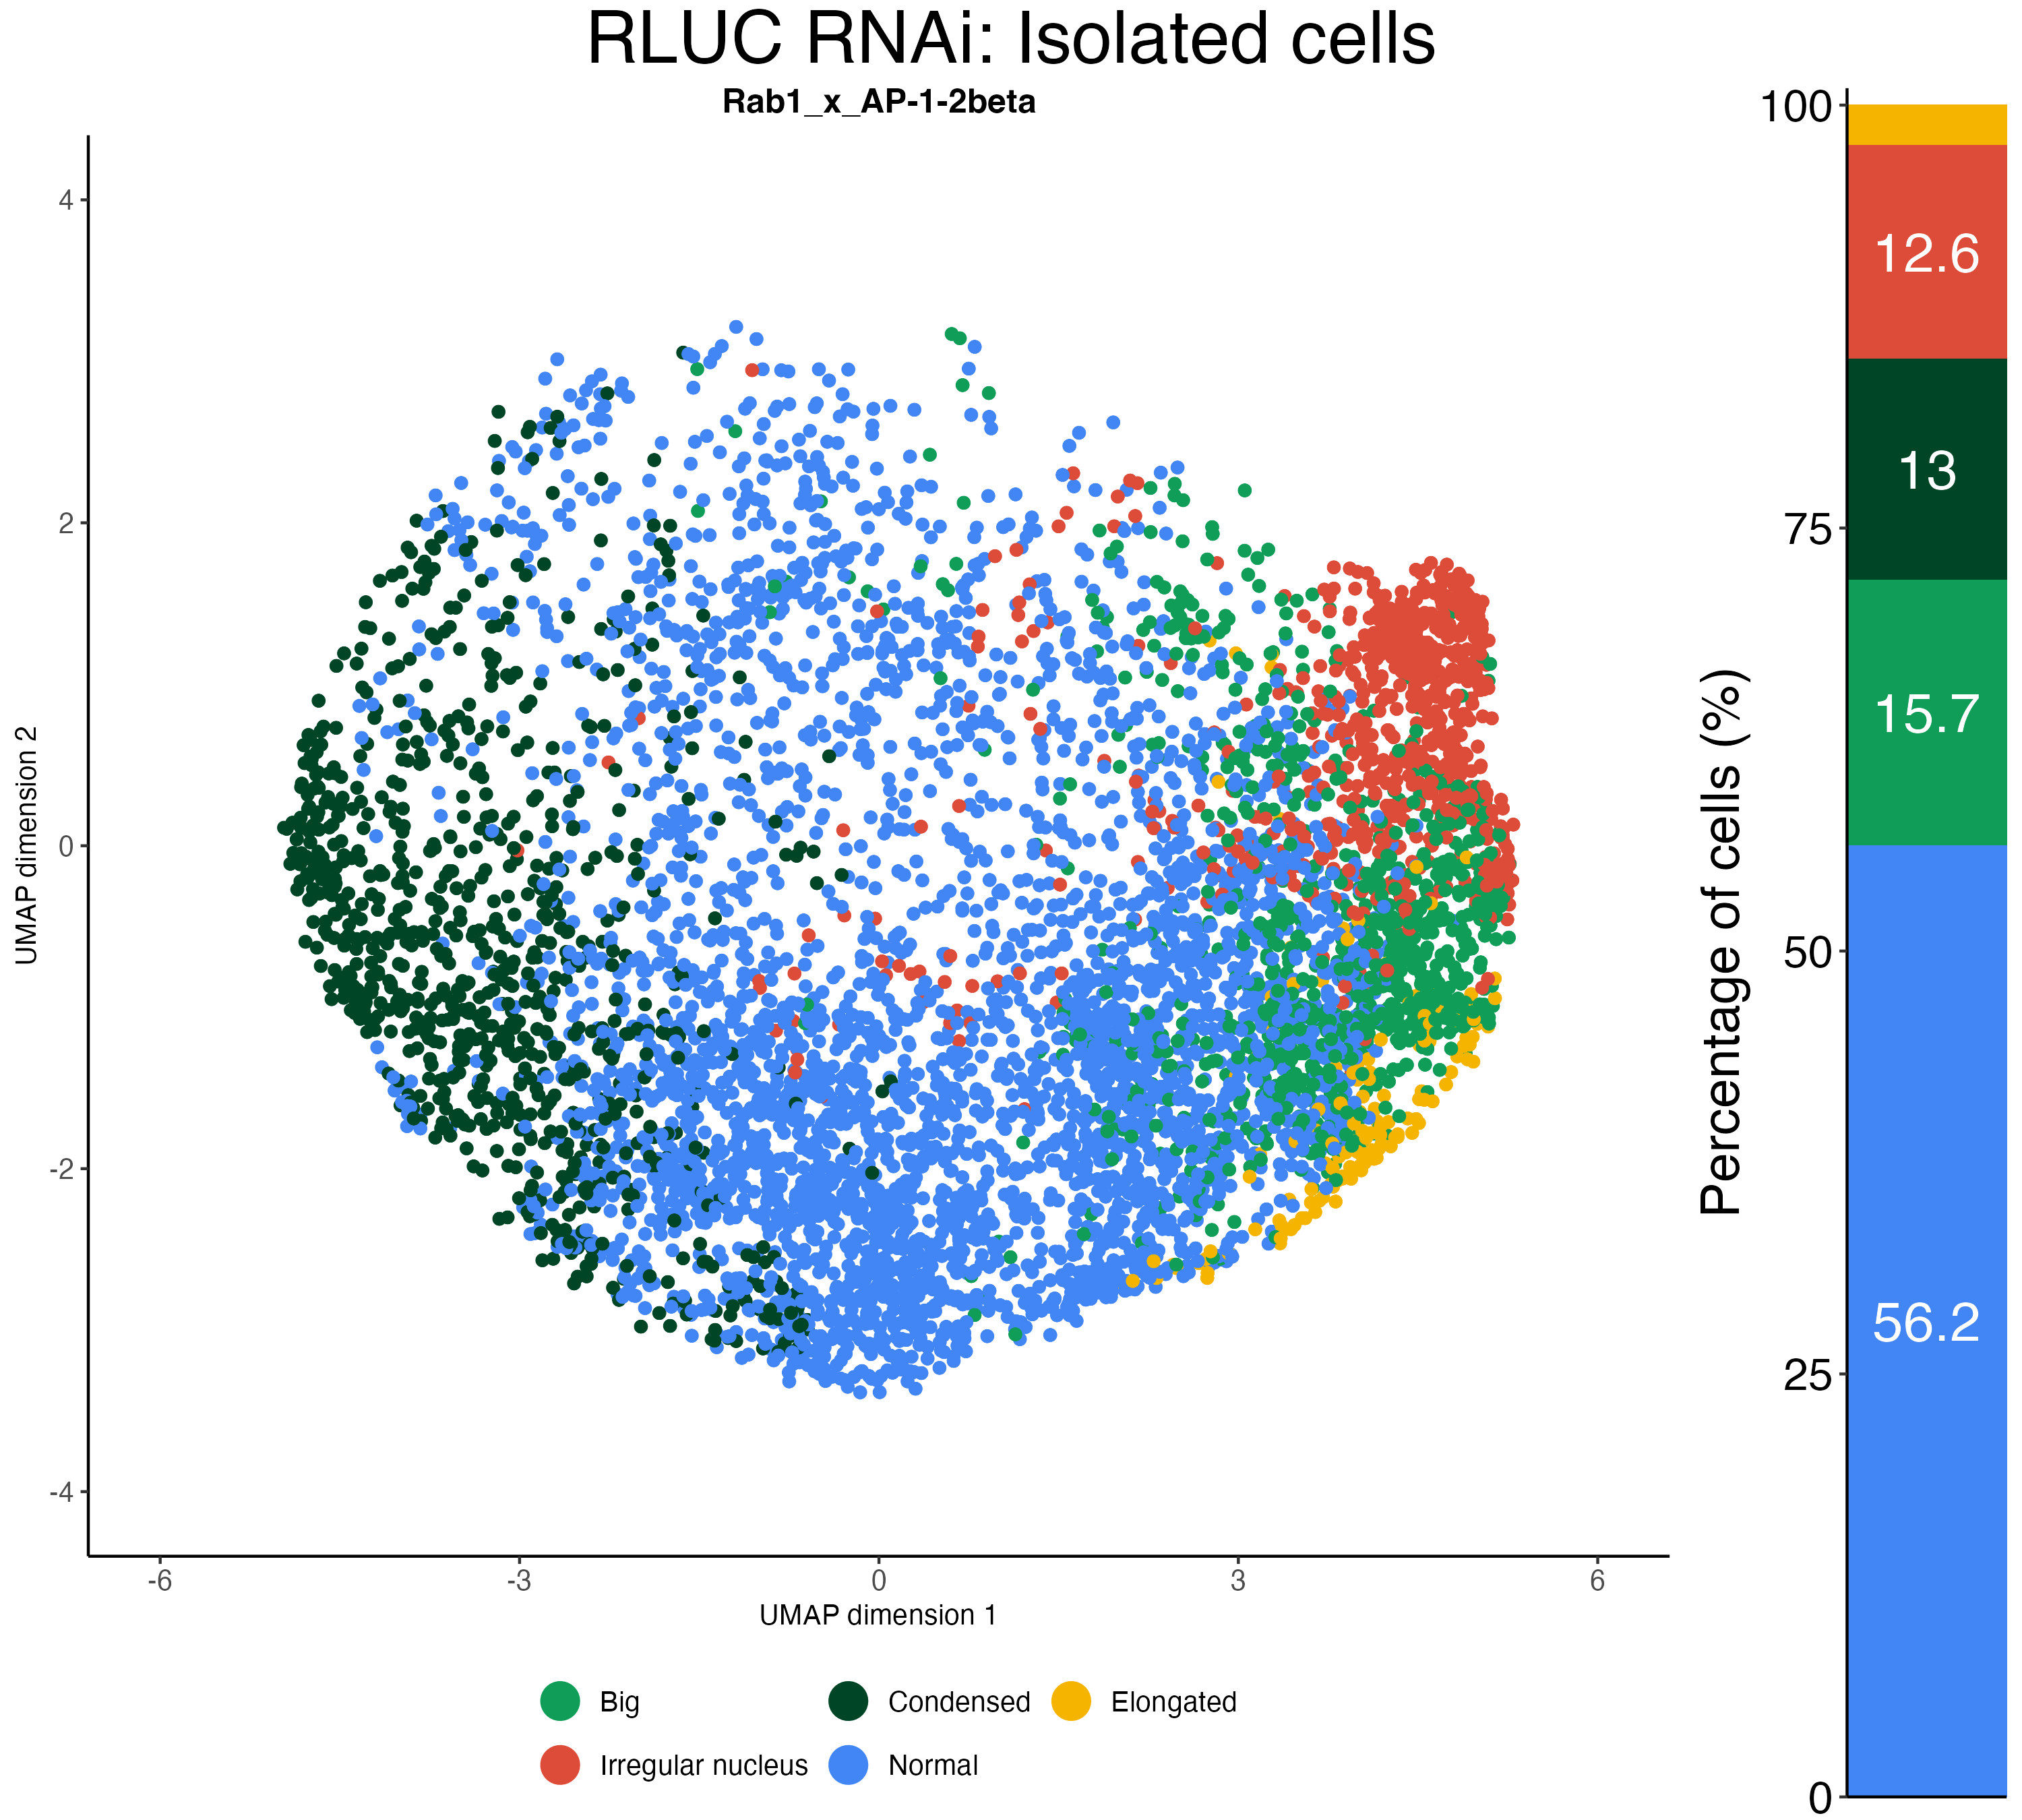 RLUC RNAi: Isolated cells
Rab1_x_AP-1-2beta
UMAP dimension 2
4
2
0
-2
-4
-6
-3
0
3
6
UMAP dimension 1
Big
Condensed
Elongated
Irregular nucleus
Normal
Percentage of cells (%)
100
75
50
25
0
12.6
13
15.7
56.2